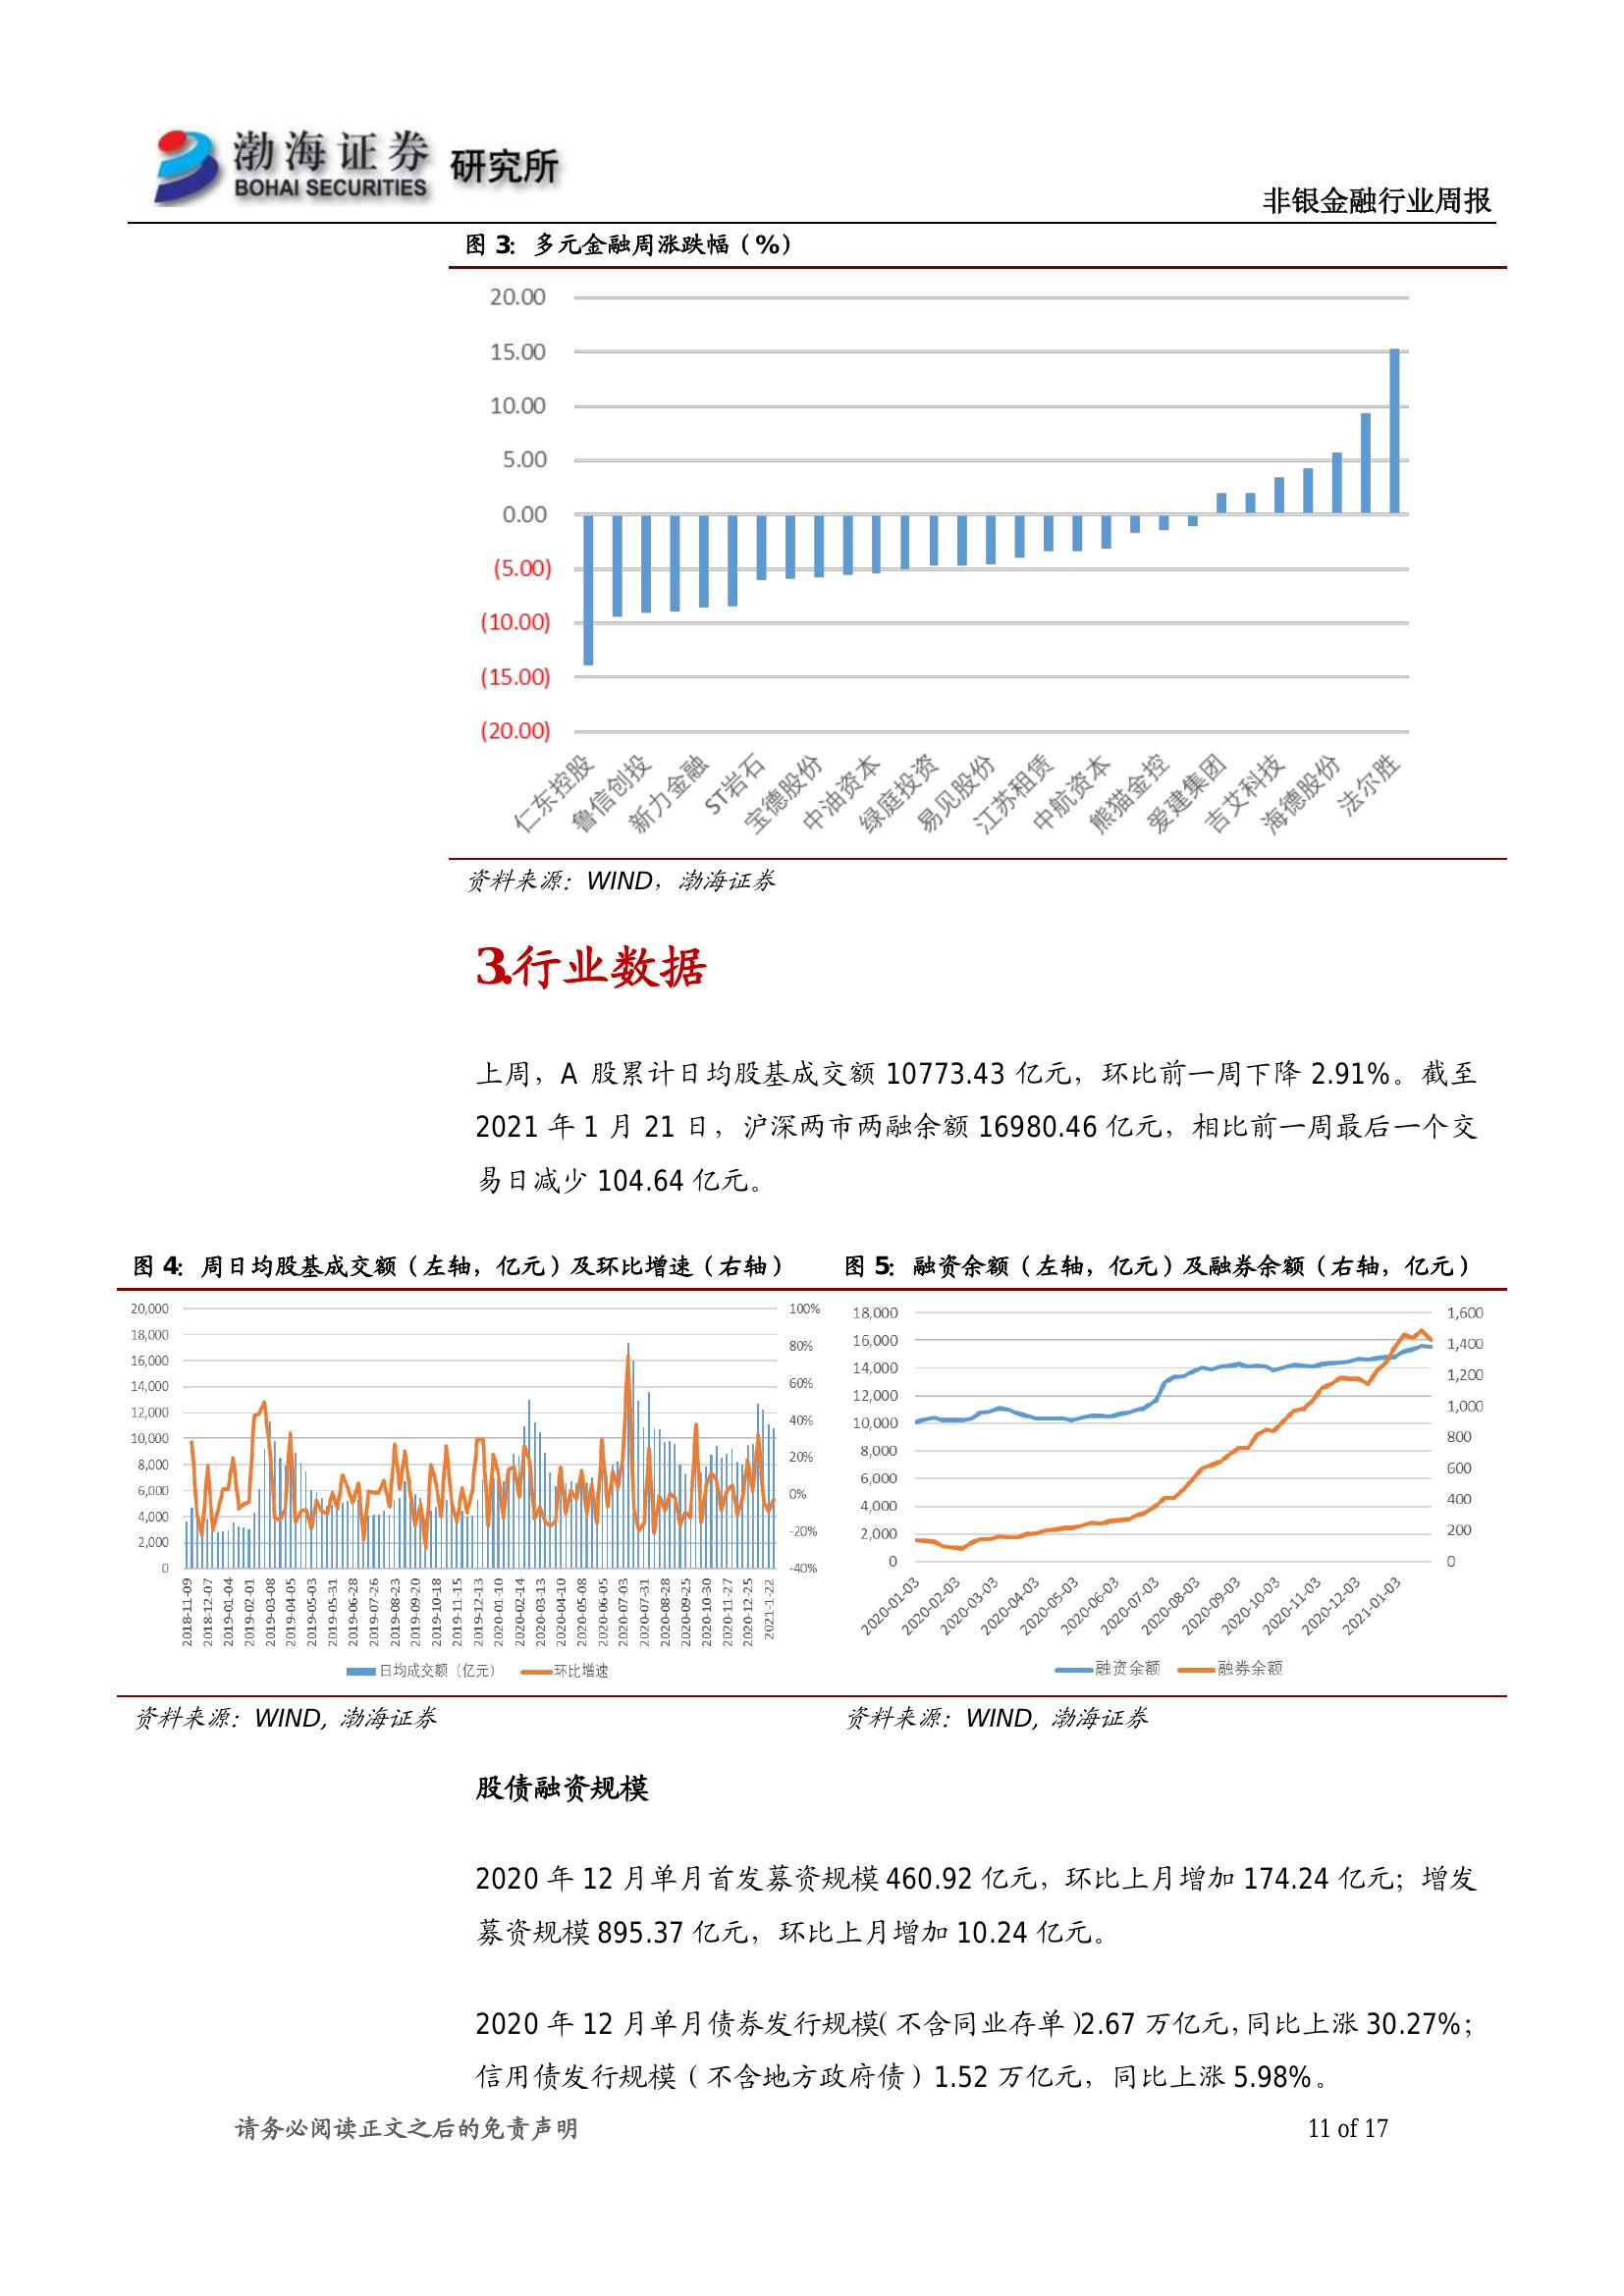 渤海证券 研究所
BOHAI SECURITIES
非银金融行业周报
图 3：多元金融周涨跌幅（%）
20.00
15.00
10.00
5.00
0.00
(5.00)
(10.00)
(15.00)
(20.00)
仁东控股 鲁信创投 新力金融 ST岩石 宝德股份 中油资本 绿庭投资 易见股份 江苏租赁 中航资本 熊猫金控 爱建集团 吉艾科技 海德股份 法尔胜
资料来源：WIND，渤海证券
3.行业数据
上周，A 股累计日均股基成交额 10773.43 亿元，环比前一周下降 2.91%。截至
2021 年 1 月 21 日，沪深两市两融余额 16980.46 亿元，相比前一周最后一个交
易日减少 104.64 亿元。
图 4：周日均股基成交额（左轴，亿元）及环比增速（右轴）
20,000
18,000
16,000
14,000
12,000
10,000
8,000
6,000
4,000
2,000
0
100%
80%
60%
40%
20%
0%
-20%
-40%
2018-11-09 2018-12-07 2019-01-04 2019-02-01 2019-03-08 2019-04-05 2019-05-03 2019-05-31 2019-06-28 2019-07-26 2019-08-23 2019-09-20 2019-10-18 2019-11-15 2019-12-13 2020-01-10 2020-02-14 2020-03-13 2020-04-10 2020-05-08 2020-06-05 2020-07-03 2020-07-31 2020-08-28 2020-09-25 2020-10-30 2020-11-27 2020-12-25 2021-1-22
日均成交额（亿元） 环比增速
图 5：融资余额（左轴，亿元）及融券余额（右轴，亿元）
18,000
16,000
14,000
12,000
10,000
8,000
6,000
4,000
2,000
0
1,600
1,400
1,200
1,000
800
600
400
200
0
2020-01-03 2020-02-03 2020-03-03 2020-04-03 2020-05-03 2020-06-03 2020-07-03 2020-08-03 2020-09-03 2020-10-03 2020-11-03 2020-12-03 2021-01-03
融资余额 融券余额
资料来源：WIND, 渤海证券
资料来源：WIND, 渤海证券
股债融资规模
2020 年 12 月单月首发募资规模 460.92 亿元，环比上月增加 174.24 亿元；增发
募资规模 895.37 亿元，环比上月增加 10.24 亿元。
2020 年 12 月单月债券发行规模（不含同业存单）2.67 万亿元，同比上涨 30.27%；
信用债发行规模（不含地方政府债）1.52 万亿元，同比上涨 5.98%。
请务必阅读正文之后的免责声明
11 of 17